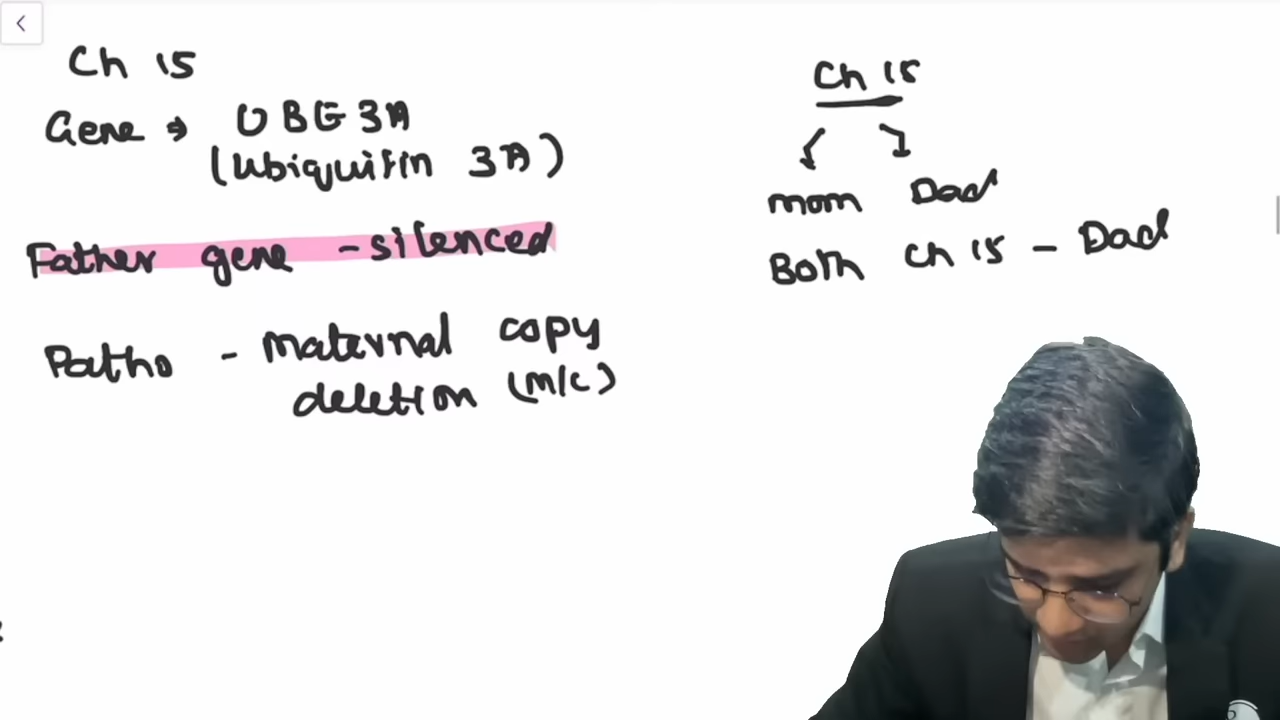 Ch 15
Gene → UBE3A
(Ubiquitin 3A)
Father gene - silenced
Patho - maternal copy
deletion (m/c)
Ch 15
mom Dad
Both Ch 15 - Dad